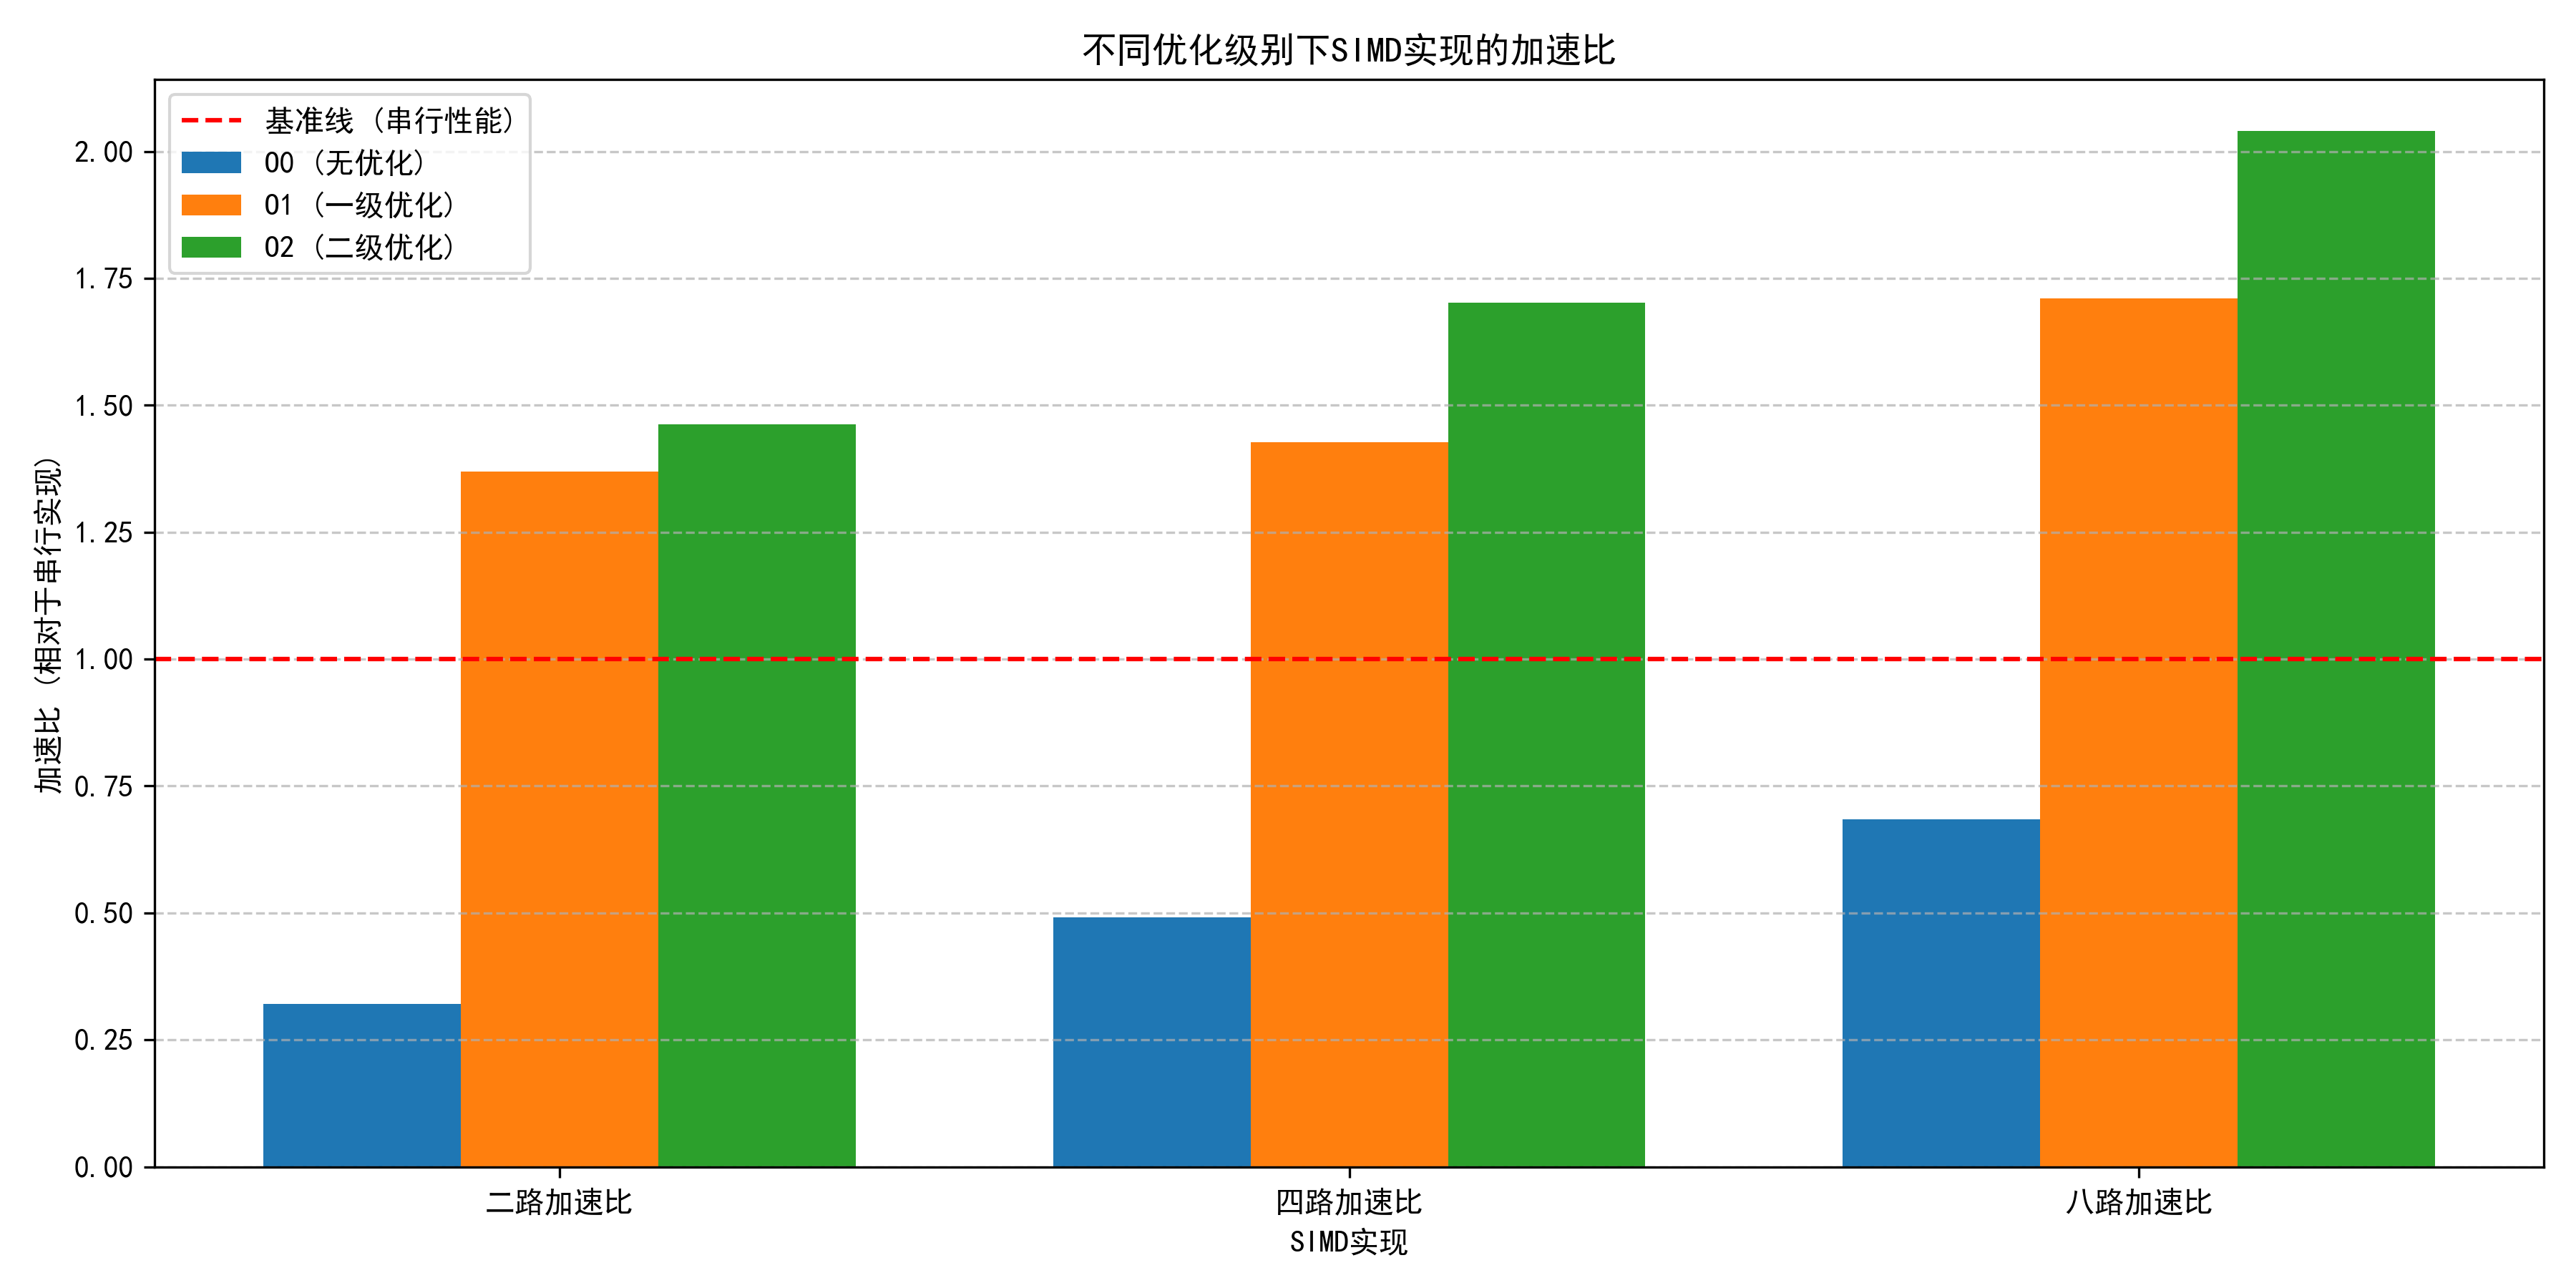 不同优化级别下SIMD实现的加速比
基准线 (串行性能)
O0 (无优化)
O1 (一级优化)
O2 (二级优化)
加速比 (相对于串行实现)
2.00
1.75
1.50
1.25
1.00
0.75
0.50
0.25
0.00
二路加速比
四路加速比
八路加速比
SIMD实现